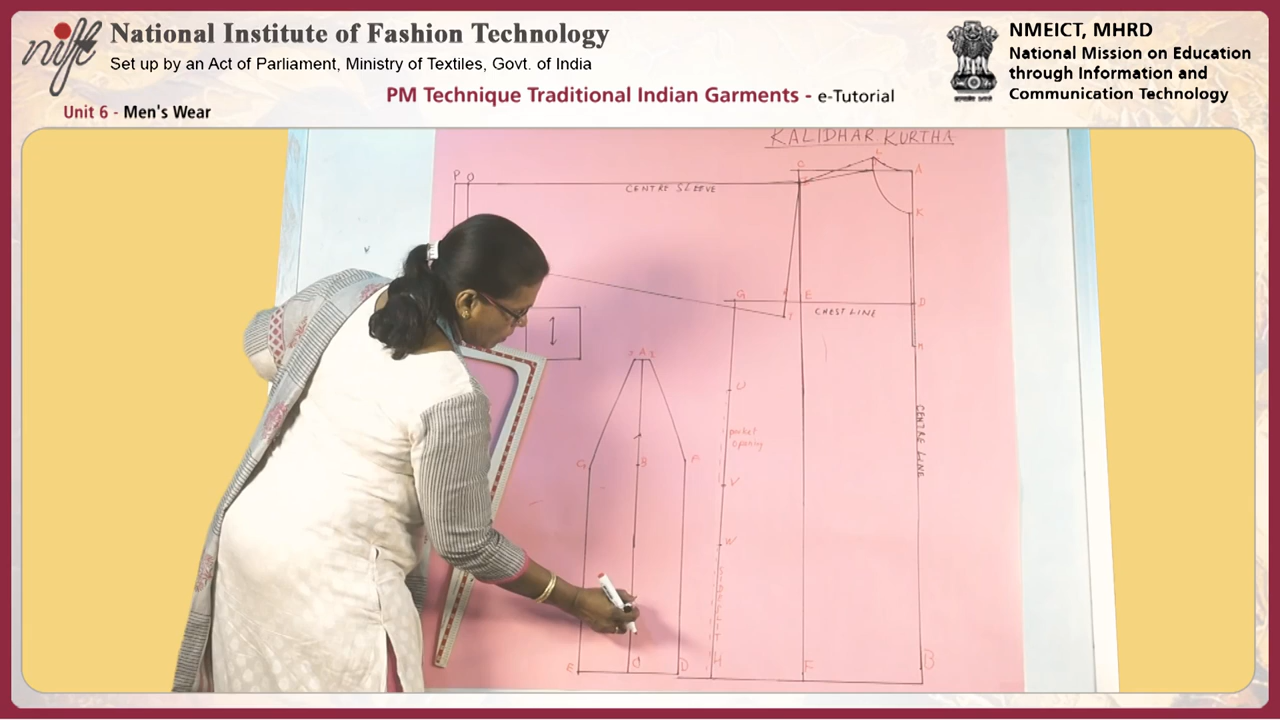 nift
National Institute of Fashion Technology
Set up by an Act of Parliament, Ministry of Textiles, Govt. of India
PM Technique Traditional Indian Garments - e-Tutorial
Unit 6 - Men's Wear
NMEICT, MHRD
National Mission on Education
through Information and
Communication Technology
KALIDHAR KURTHA
P O
CENTRE SLEEVE
C
L
A
K
G
E
D
CHEST LINE
U
pocket
opening
V
W
CENTRE LINE
A
G
B
E
D
H
F
B